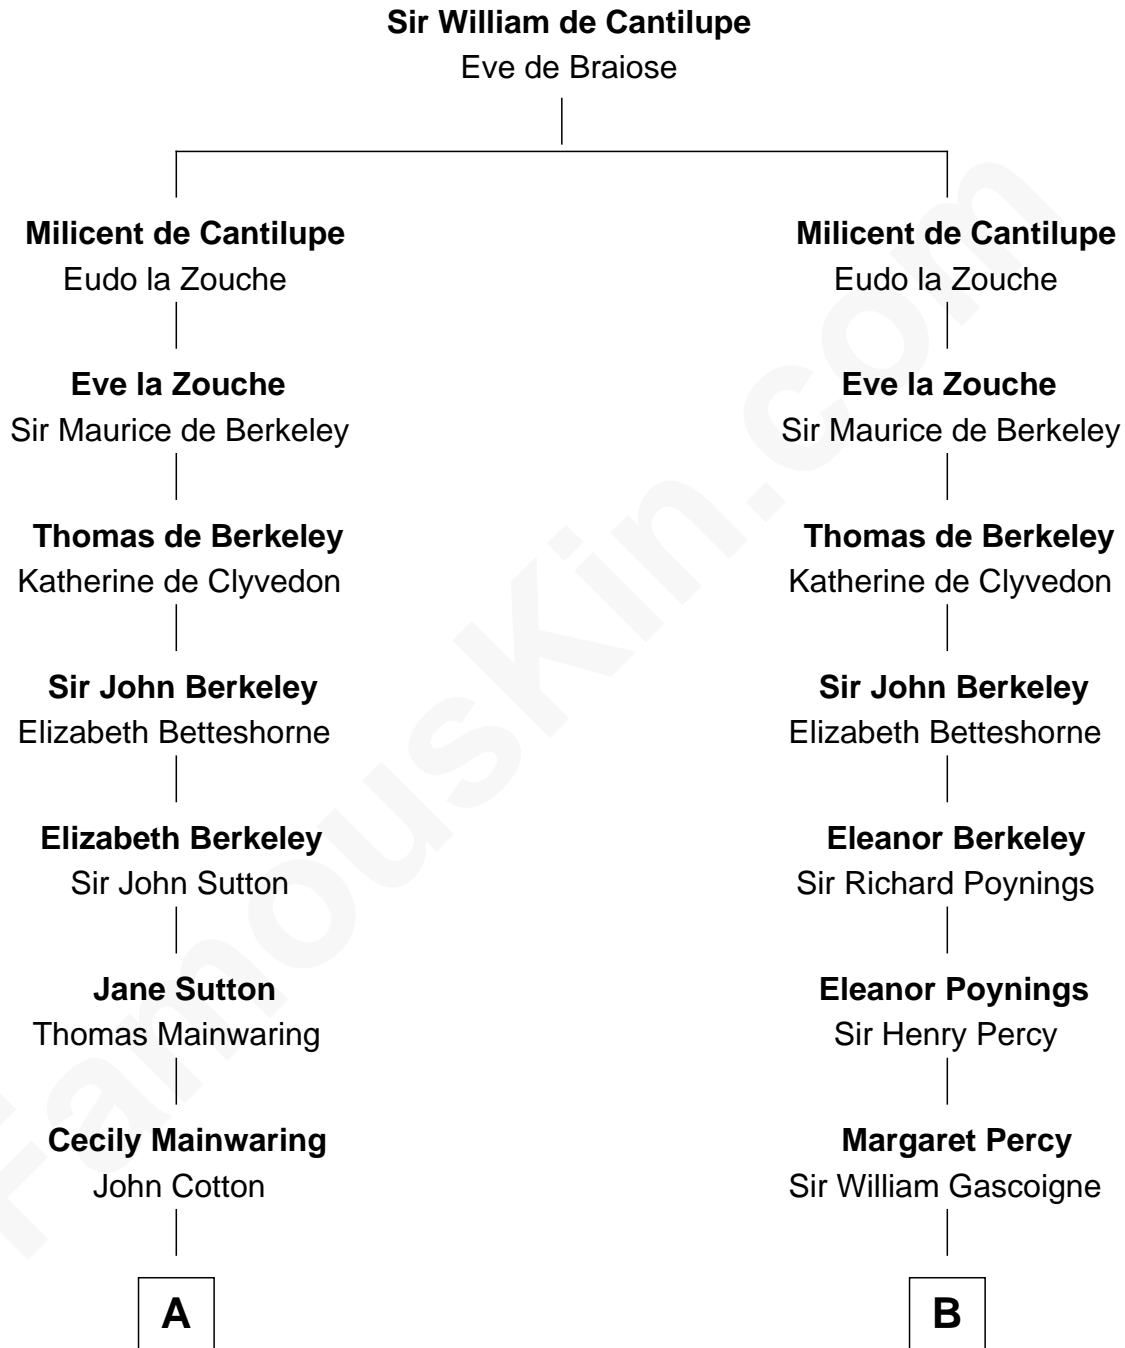 Sir William de Cantilupe
Eve de Braiose
Milicent de Cantilupe
Eudo la Zouche
Eve la Zouche
Sir Maurice de Berkeley
Thomas de Berkeley
Katherine de Clyvedon
Sir John Berkeley
Elizabeth Betteshorne
Elizabeth Berkeley
Sir John Sutton
Jane Sutton
Thomas Mainwaring
Cecily Mainwaring
John Cotton
A
Milicent de Cantilupe
Eudo la Zouche
Eve la Zouche
Sir Maurice de Berkeley
Thomas de Berkeley
Katherine de Clyvedon
Sir John Berkeley
Elizabeth Betteshorne
Eleanor Berkeley
Sir Richard Poynings
Eleanor Poynings
Sir Henry Percy
Margaret Percy
Sir William Gascoigne
B
FamousKin.com